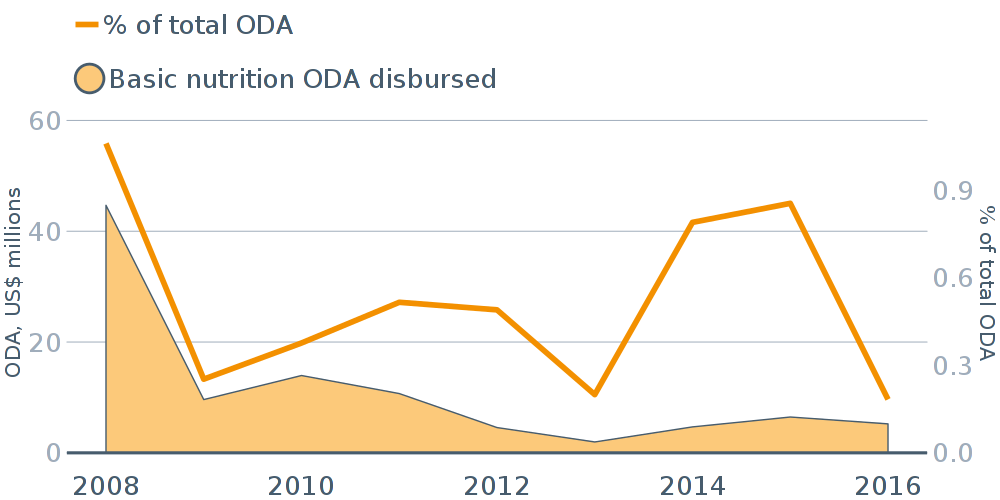 % of total ODA
Basic nutrition ODA disbursed
60
40
20
0
ODA, US$ millions
0.9
0.6
0.3
0.0
% of total ODA
2008 2010 2012 2014 2016